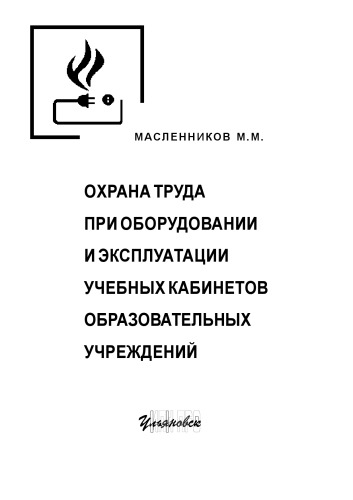 МАСЛЕННИКОВ М.М.
ОХРАНА ТРУДА
ПРИ ОБОРУДОВАНИИ
И ЭКСПЛУАТАЦИИ
УЧЕБНЫХ КАБИНЕТОВ
ОБРАЗОВАТЕЛЬНЫХ
УЧРЕЖДЕНИЙ
Ульяновск